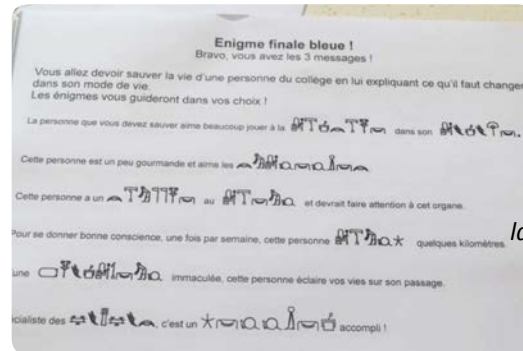 Enigme finale bleue !
Bravo, vous avez les 3 messages !
Vous allez devoir sauver la vie d'une personne du collège en lui expliquant ce qu'il faut changer
dans son mode de vie.
Les énigmes vous guideront dans vos choix !
La personne que vous devez sauver aime beaucoup jouer à la dans son
Cette personne est un peu gourmande et aime les
Cette personne a un au et devrait faire attention à cet organe.
Pour se donner bonne conscience, une fois par semaine, cette personne quelques kilomètres.
une immaculée, cette personne éclaire vos vies sur son passage.
cialiste des , c'est un accompli !